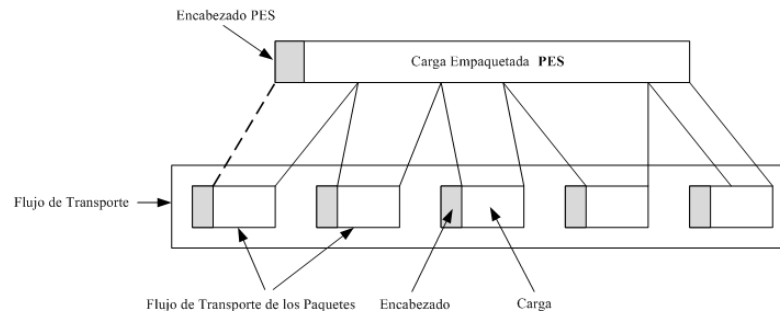 Encabezado PES
Carga Empaquetada PES
Flujo de Transporte
Flujo de Transporte de los Paquetes
Encabezado
Carga